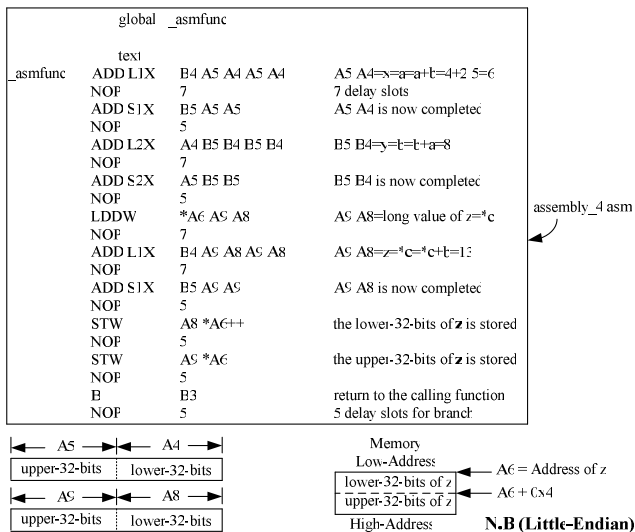 global _asmfunc
text
_asmfunc ADD L1X B4 A5 A4 A5 A4 A5 A4=x=a=a+b=4+2 5=6
NOP 7 7 delay slots
ADD S1X B5 A5 A5 A5 A4 is now completed
NOP 5
ADD L2X A4 B5 B4 B5 B4 B5 B4=y=b=b+a=8
NOP 7
ADD S2X A5 B5 B5 B5 B4 is now completed
NOP 5
LDDW *A6 A9 A8 A9 A8=long value of z=*c
NOP 7
ADD L1X B4 A9 A8 A9 A8 A9 A8=z=*c=*c+b=13
NOP 7
ADD S1X B5 A9 A9 A9 A8 is now completed
NOP 5
STW A8 *A6++ the lower-32-bits of z is stored
NOP 5
STW A9 *A6 the upper-32-bits of z is stored
NOP 5
B B3 return to the calling function
NOP 5 5 delay slots for branch
assembly_4 asm
A5 A4
upper-32-bits lower-32-bits
A9 A8
upper-32-bits lower-32-bits
Memory
Low-Address
lower-32-bits of z
upper-32-bits of z
High-Address
A6 = Address of z
A6 + 0x4
N.B (Little-Endian)